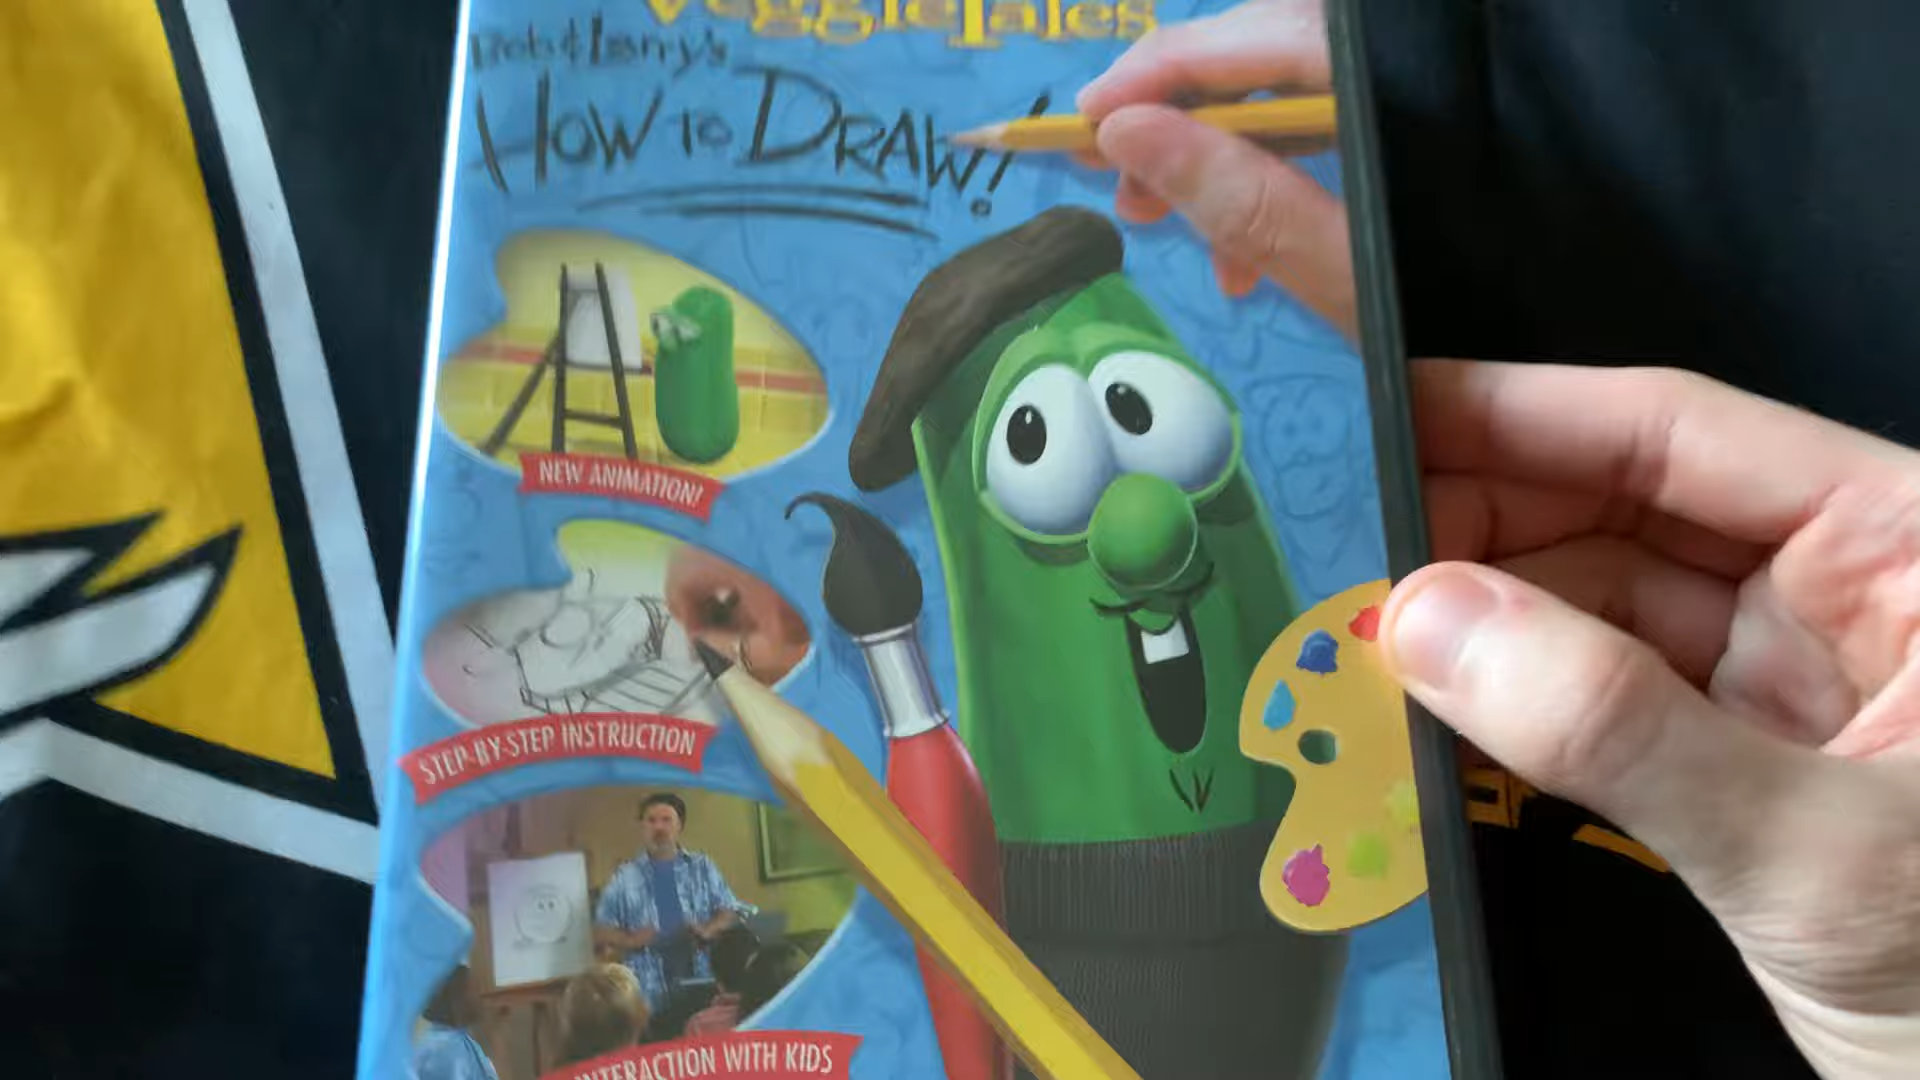 VeggieTales
Bob & Larry's
HOW TO DRAW!
NEW ANIMATION!
STEP-BY-STEP INSTRUCTION
INTERACTION WITH KIDS